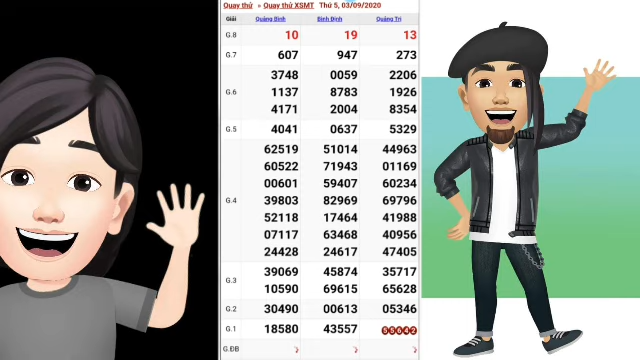 Quay thử » Quay thử XSMT Thứ 5, 03/09/2020
Giải Quảng Bình Bình Định Quảng Trị
G.8 10 19 13
G.7 607 947 273
3748 0059 2206
G.6 1137 8783 1926
4171 2004 8354
G.5 4041 0637 5329
62519 51014 44963
60522 71943 01169
00601 59407 60234
G.4 39803 82969 69796
52118 17464 41988
07117 63468 40956
24428 24617 47405
G.3 39069 45874 35717
10590 69615 65628
G.2 30490 00613 05346
G.1 18580 43557 55642
G.ĐB